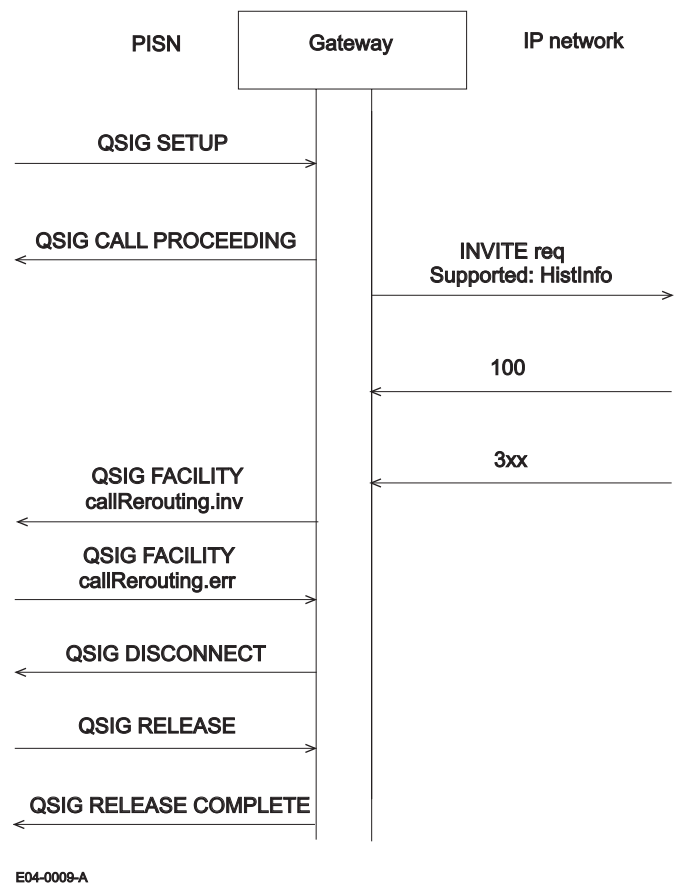 PISN
Gateway
IP network
QSIG SETUP
QSIG CALL PROCEEDING
INVITE req
Supported: HistInfo
100
3xx
QSIG FACILITY
callRerouting.inv
QSIG FACILITY
callRerouting.err
QSIG DISCONNECT
QSIG RELEASE
QSIG RELEASE COMPLETE
E04-0009-A